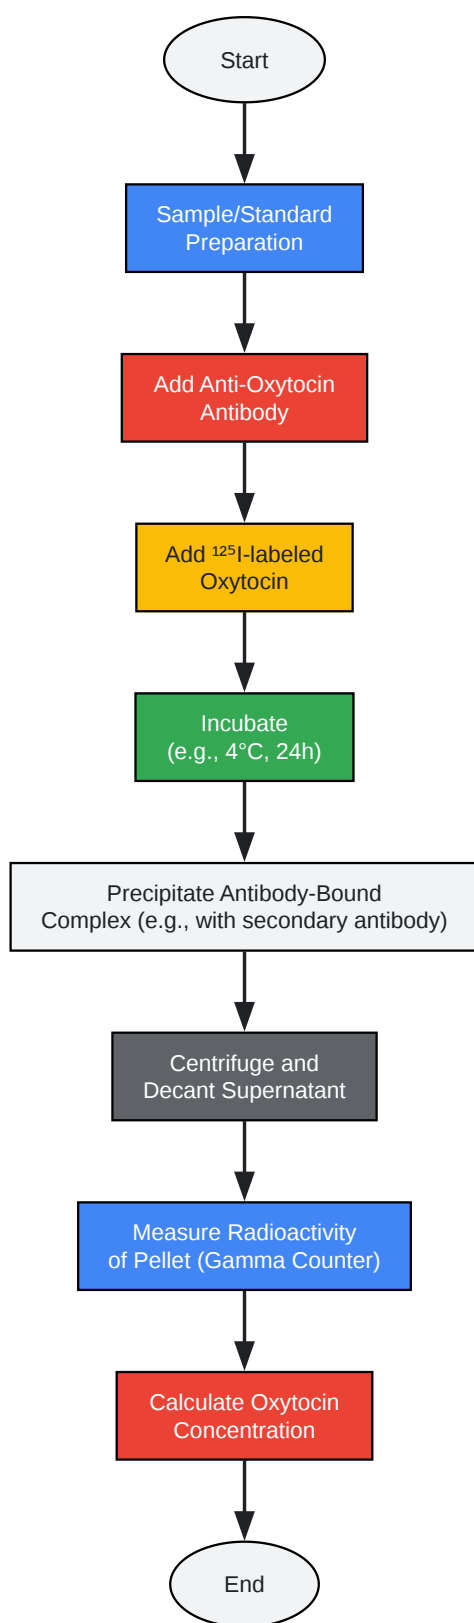 Start
Sample/Standard
Preparation
Add Anti-Oxytocin
Antibody
Add ¹²⁵I-labeled
Oxytocin
Incubate
(e.g., 4°C, 24h)
Precipitate Antibody-Bound
Complex (e.g., with secondary antibody)
Centrifuge and
Decant Supernatant
Measure Radioactivity
of Pellet (Gamma Counter)
Calculate Oxytocin
Concentration
End